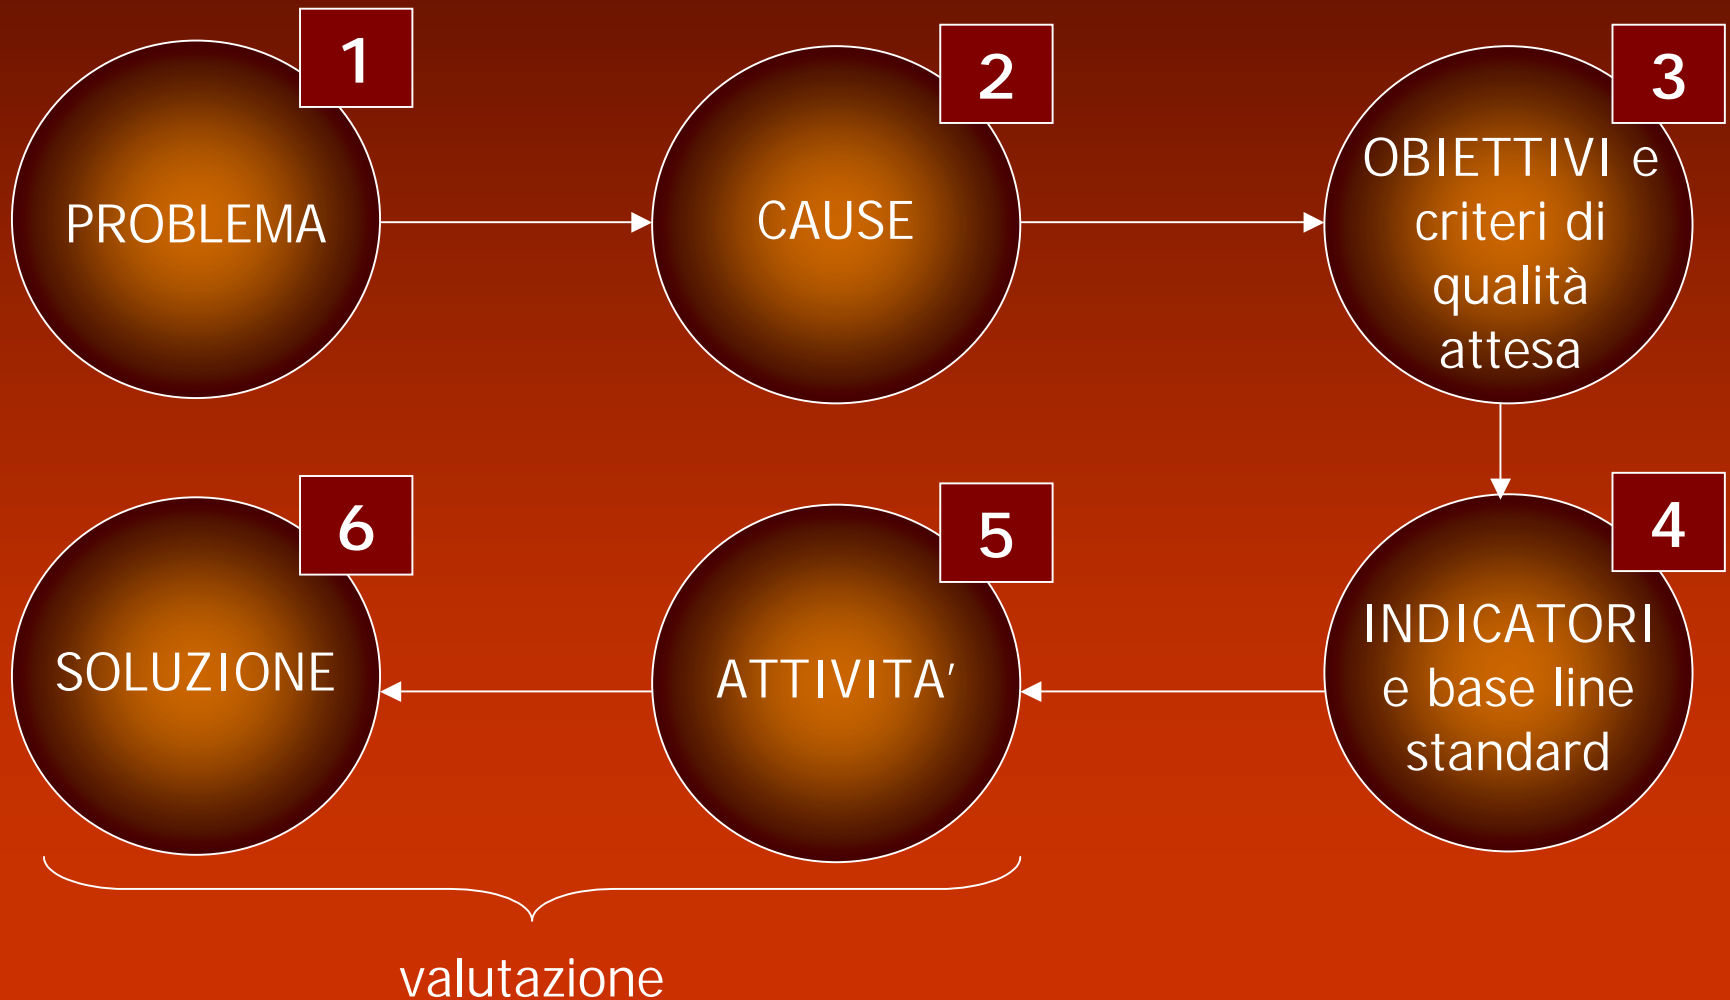 1
PROBLEMA
2
CAUSE
3
OBIETTIVI e
criteri di
qualità
attesa
4
INDICATORI
e base line
standard
5
ATTIVITA'
6
SOLUZIONE
valutazione